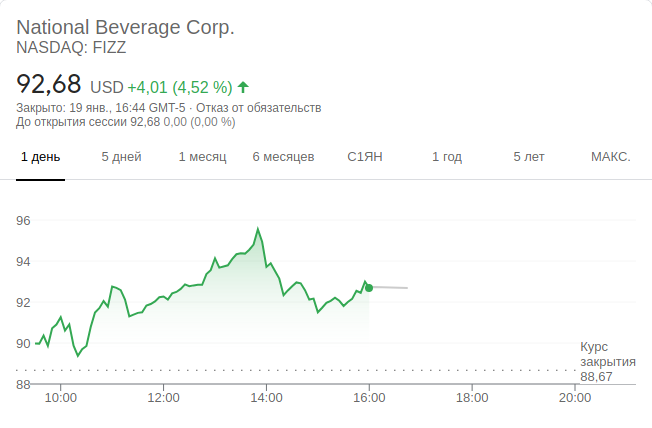 National Beverage Corp.
NASDAQ: FIZZ
92,68 USD +4,01 (4,52 %)
Закрыто: 19 янв., 16:44 GMT-5 · Отказ от обязательств
До открытия сессии 92,68 0,00 (0,00 %)
1 день 5 дней 1 месяц 6 месяцев С1ЯН 1 год 5 лет МАКС.
96
94
92
90
Курс
закрытия
88,67
88
10:00 12:00 14:00 16:00 18:00 20:00